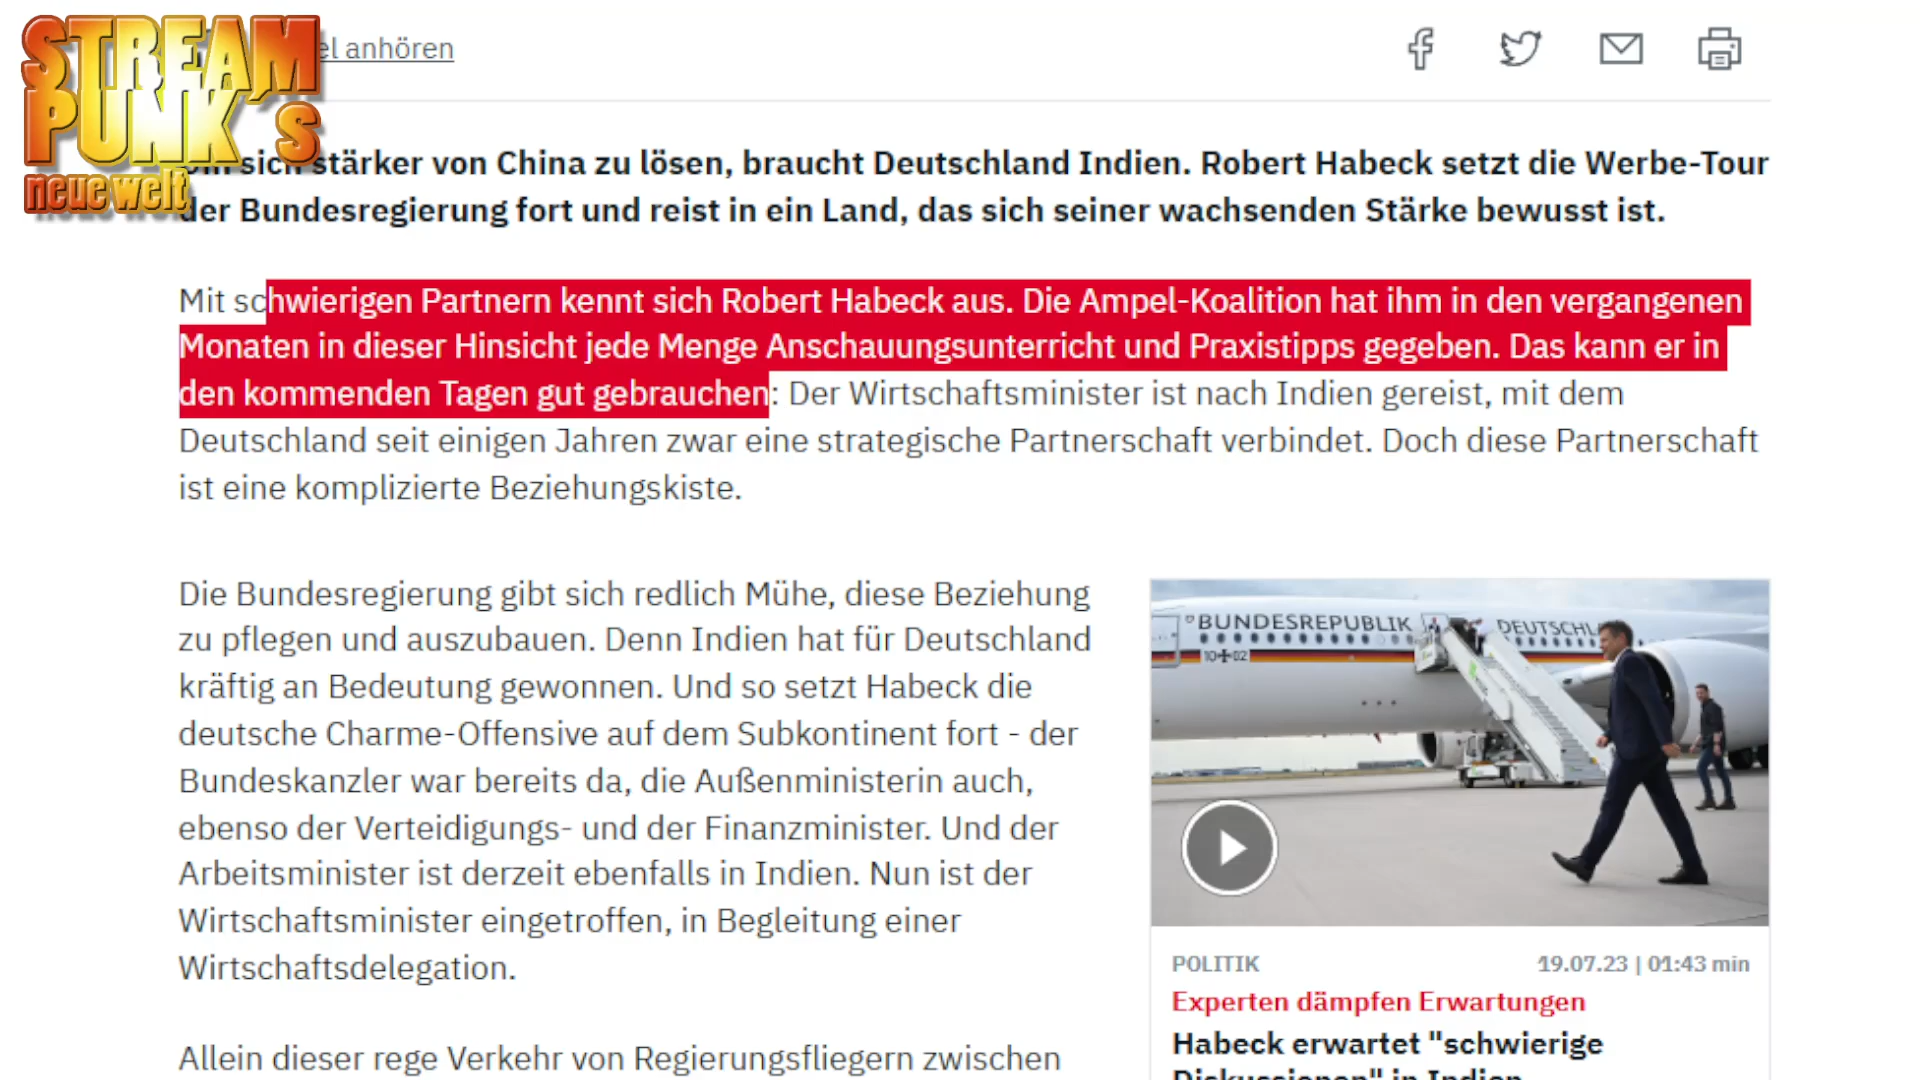 STREAM
PUNK´S
neue welt
el anhören
sich stärker von China zu lösen, braucht Deutschland Indien. Robert Habeck setzt die Werbe-Tour
der Bundesregierung fort und reist in ein Land, das sich seiner wachsenden Stärke bewusst ist.
Mit schwierigen Partnern kennt sich Robert Habeck aus. Die Ampel-Koalition hat ihm in den vergangenen
Monaten in dieser Hinsicht jede Menge Anschauungsunterricht und Praxistipps gegeben. Das kann er in
den kommenden Tagen gut gebrauchen: Der Wirtschaftsminister ist nach Indien gereist, mit dem
Deutschland seit einigen Jahren zwar eine strategische Partnerschaft verbindet. Doch diese Partnerschaft
ist eine komplizierte Beziehungskiste.
Die Bundesregierung gibt sich redlich Mühe, diese Beziehung
zu pflegen und auszubauen. Denn Indien hat für Deutschland
kräftig an Bedeutung gewonnen. Und so setzt Habeck die
deutsche Charme-Offensive auf dem Subkontinent fort - der
Bundeskanzler war bereits da, die Außenministerin auch,
ebenso der Verteidigungs- und der Finanzminister. Und der
Arbeitsminister ist derzeit ebenfalls in Indien. Nun ist der
Wirtschaftsminister eingetroffen, in Begleitung einer
Wirtschaftsdelegation.
Allein dieser rege Verkehr von Regierungsfliegern zwischen
BUNDESREPUBLIK DEUTSCHL
10+02
POLITIK 19.07.23 | 01:43 min
Experten dämpfen Erwartungen
Habeck erwartet "schwierige
Diskussionen" in Indien